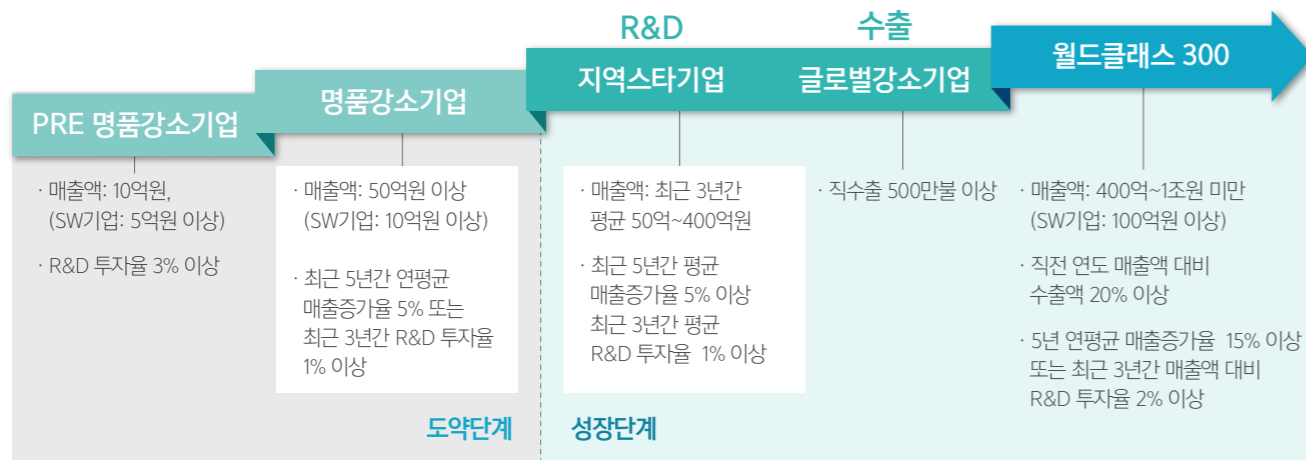 R&D
수출
PRE 명품강소기업
명품강소기업
지역스타기업
글로벌강소기업
월드클래스 300
· 매출액: 10억원,
(SW기업: 5억원 이상)
· R&D 투자율 3% 이상
· 매출액: 50억원 이상
(SW기업: 10억원 이상)
· 최근 5년간 연평균
매출증가율 5% 또는
최근 3년간 R&D 투자율
1% 이상
· 매출액: 최근 3년간
평균 50억~400억원
· 최근 5년간 평균
매출증가율 5% 이상
최근 3년간 평균
R&D 투자율 1% 이상
· 직수출 500만불 이상
· 매출액: 400억~1조원 미만
(SW기업: 100억원 이상)
· 직전 연도 매출액 대비
수출액 20% 이상
· 5년 연평균 매출증가율 15% 이상
또는 최근 3년간 매출액 대비
R&D 투자율 2% 이상
도약단계
성장단계